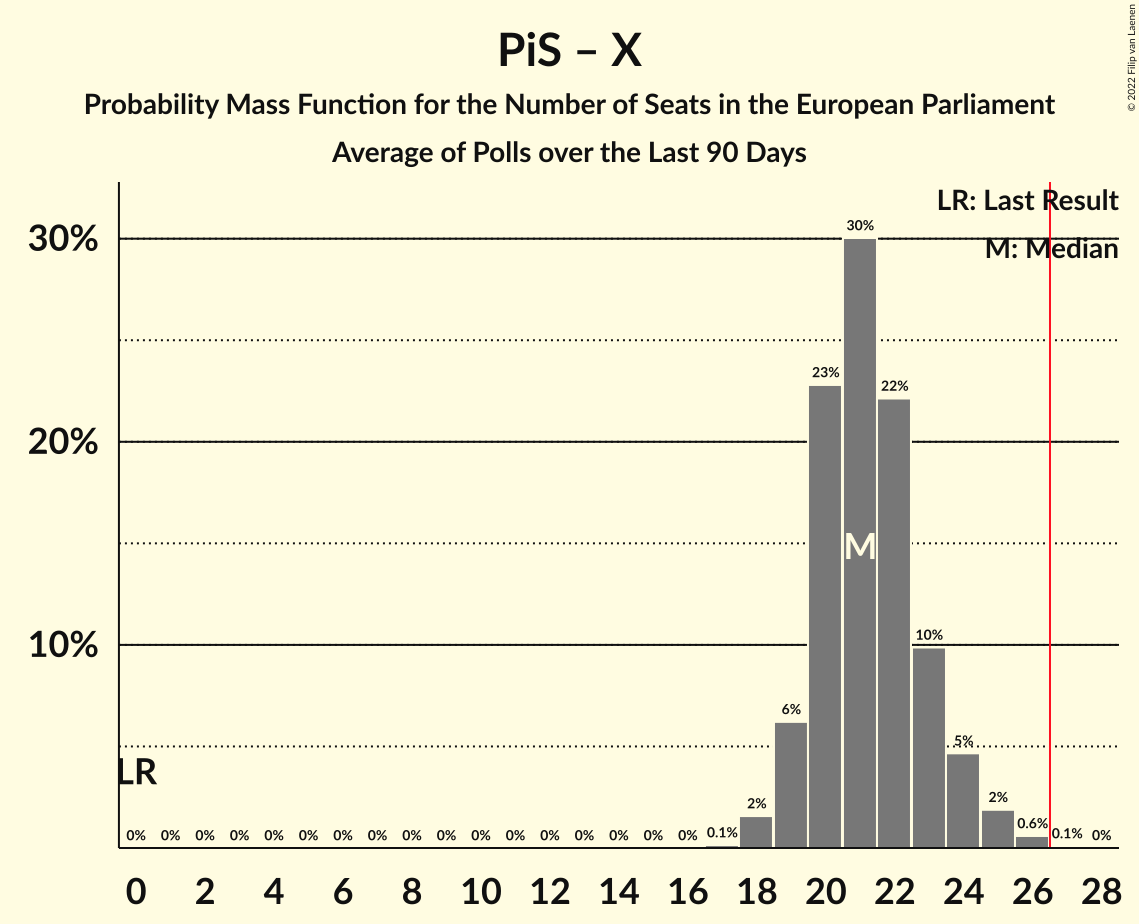 PiS – X
Probability Mass Function for the Number of Seats in the European Parliament
Average of Polls over the Last 90 Days
© 2022 Filip van Laenen
LR: Last Result
M: Median
30%
20%
10%
30%
23%
22%
M
10%
6%
5%
LR
2%
2%
0% 0% 0% 0% 0% 0% 0% 0% 0% 0% 0% 0% 0% 0% 0% 0% 0% 0.1% 0.6% 0.1% 0%
0 2 4 6 8 10 12 14 16 18 20 22 24 26 28